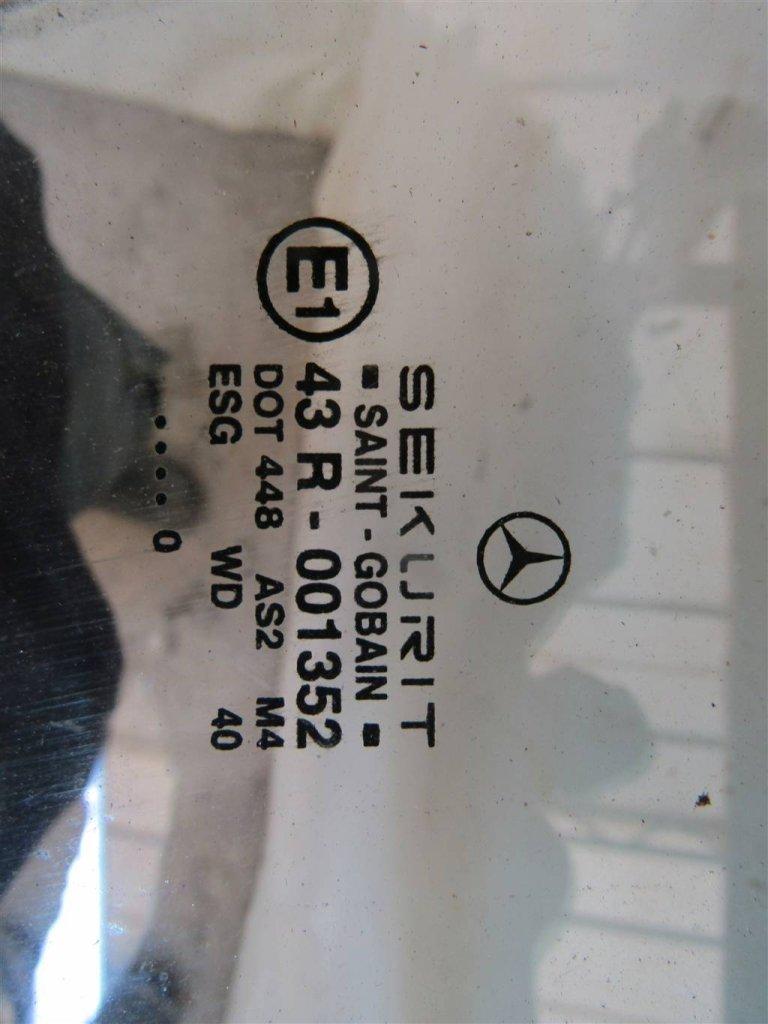 SEKURIT
▪ SAINT-GOBAIN ▪
E1
43 R - 001352
DOT 448 AS2 M4
ESG WD 40
....0